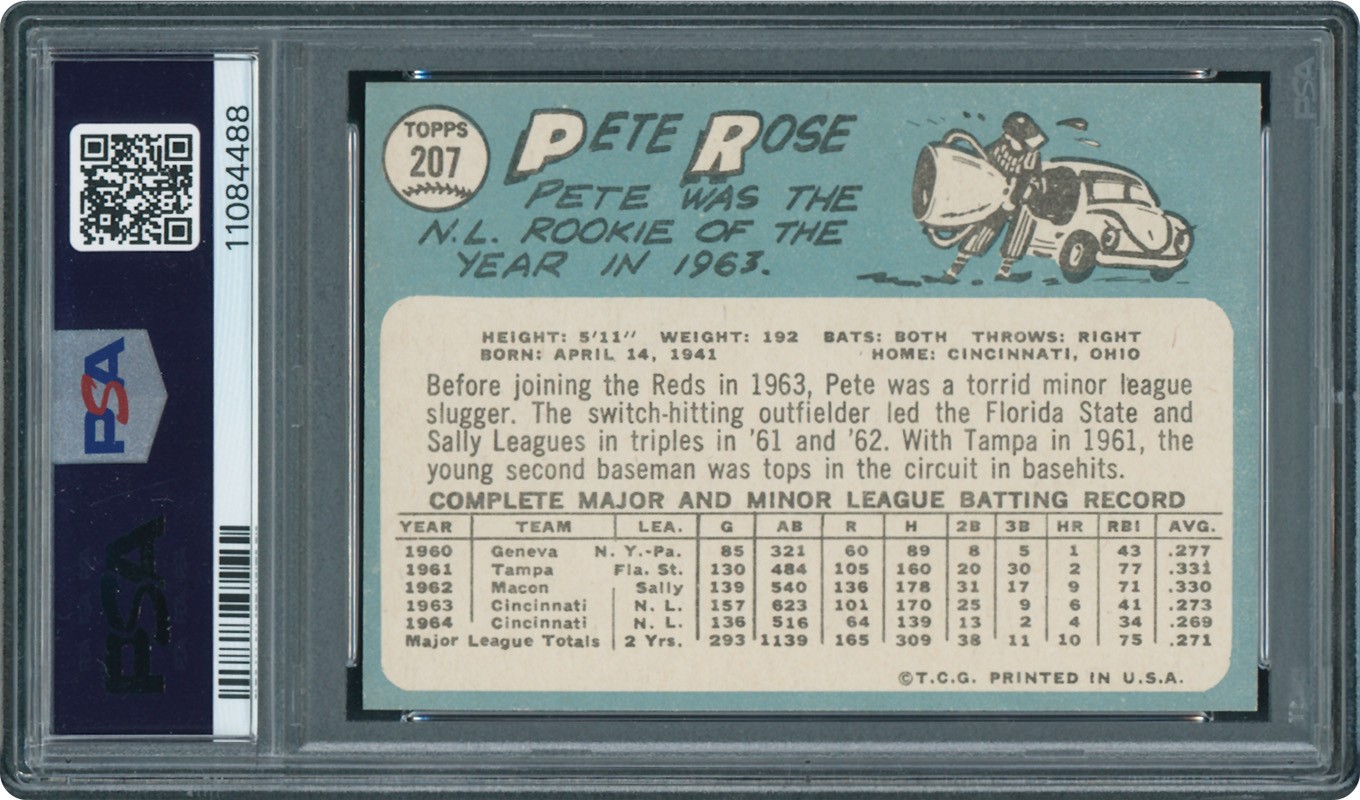 TOPPS
207
PETE ROSE
PETE WAS THE
N.L. ROOKIE OF THE
YEAR IN 1963.
HEIGHT: 5'11" WEIGHT: 192 BATS: BOTH THROWS: RIGHT
BORN: APRIL 14, 1941 HOME: CINCINNATI, OHIO
Before joining the Reds in 1963, Pete was a torrid minor league
slugger. The switch-hitting outfielder led the Florida State and
Sally Leagues in triples in '61 and '62. With Tampa in 1961, the
young second baseman was tops in the circuit in basehits.
COMPLETE MAJOR AND MINOR LEAGUE BATTING RECORD
YEAR TEAM LEA. G AB R H 2B 3B HR RBI AVG.
1960 Geneva N. Y.-Pa. 85 321 60 89 8 5 1 43 .277
1961 Tampa Fla. St. 130 484 105 160 20 30 2 77 .331
1962 Macon Sally 139 540 136 178 31 17 9 71 .330
1963 Cincinnati N. L. 157 623 101 170 25 9 6 41 .273
1964 Cincinnati N. L. 136 516 64 139 13 2 4 34 .269
Major League Totals 2 Yrs. 293 1139 165 309 38 11 10 75 .271
©T.C.G. PRINTED IN U.S.A.
11084488
PSA
PSA
PSA